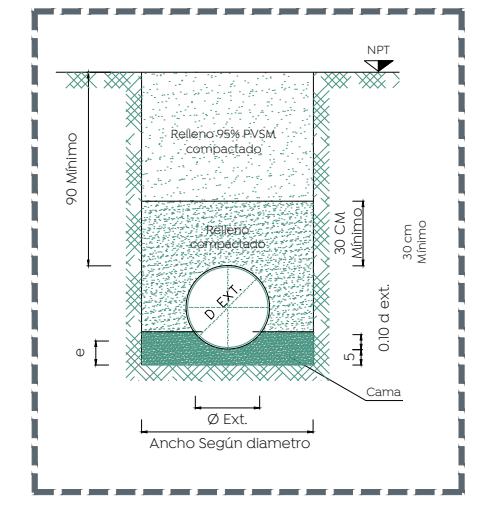 NPT
Relleno 95% PVSM
compactado
90 Mínimo
Relleno
compactado
30 CM
Mínimo
30 cm
Mínimo
D EXT.
0.10 d ext.
e
5
Cama
Ø Ext.
Ancho Según diametro